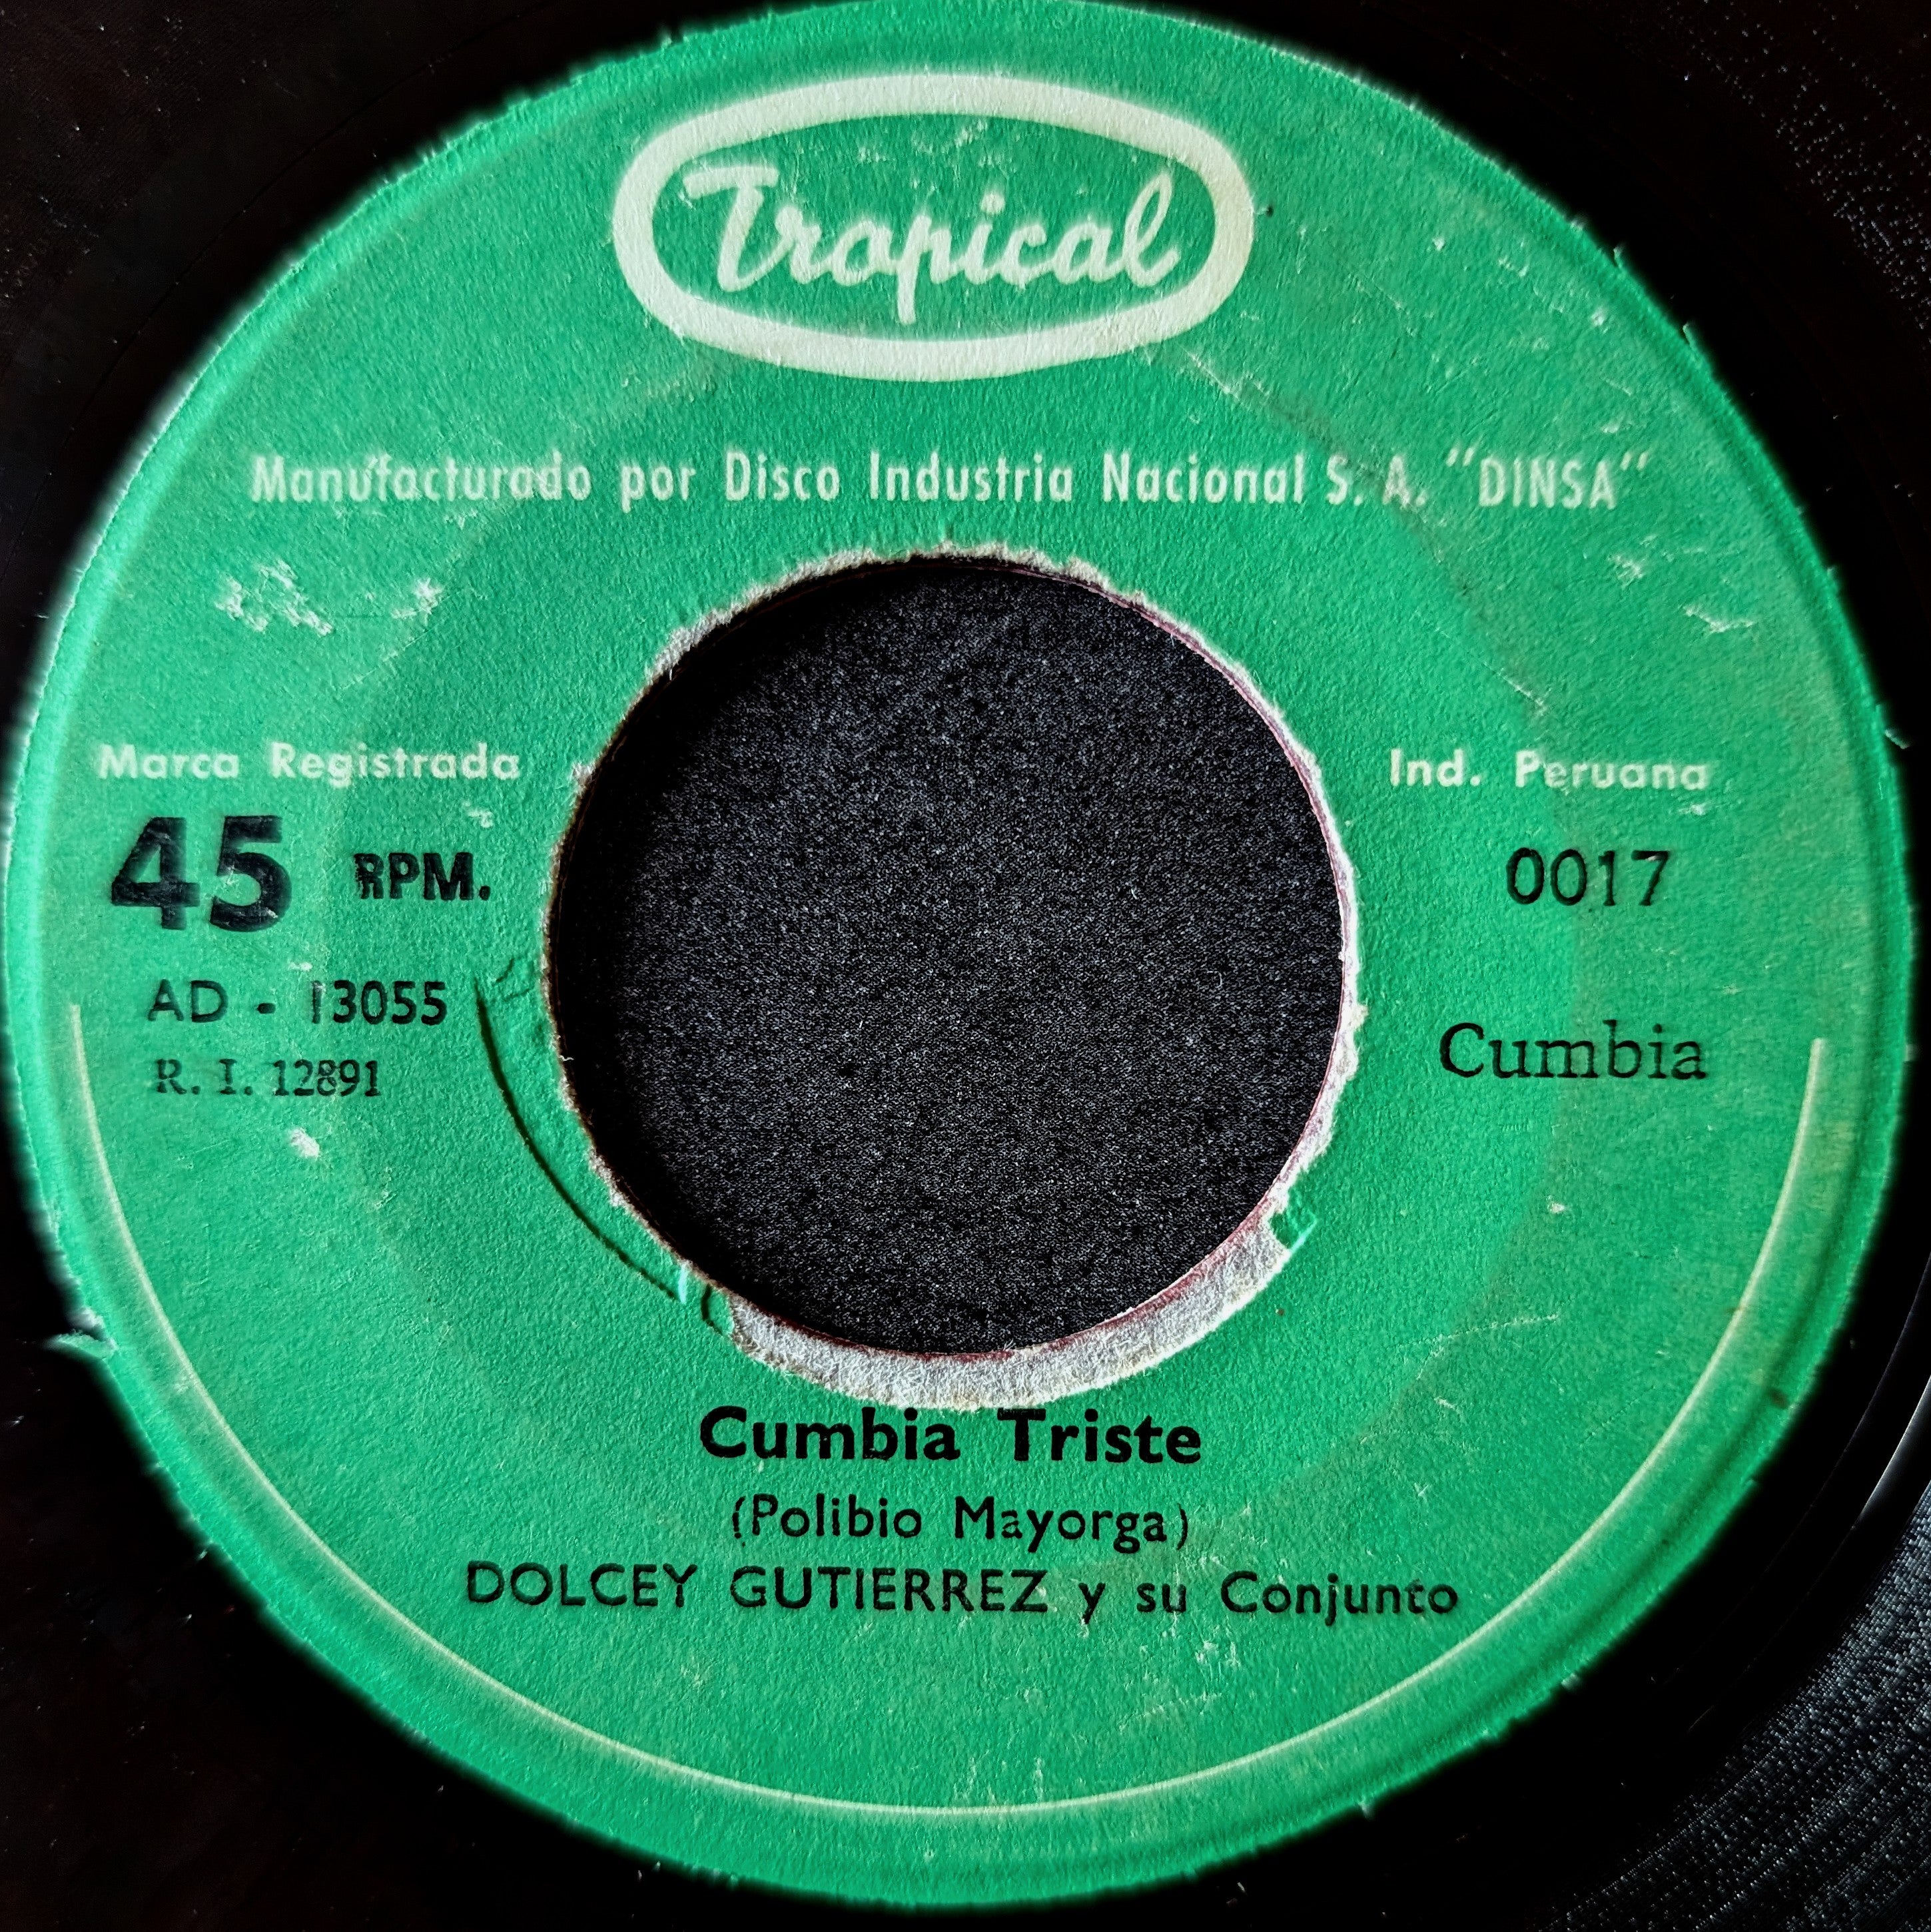 Tropical
Manufacturado por Disco Industria Nacional S. A. "DINSA"
Marca Registrada
45 RPM.
AD - 13055
R. I. 12891
Ind. Peruana
0017
Cumbia
Cumbia Triste
(Polibio Mayorga)
DOLCEY GUTIERREZ y su Conjunto